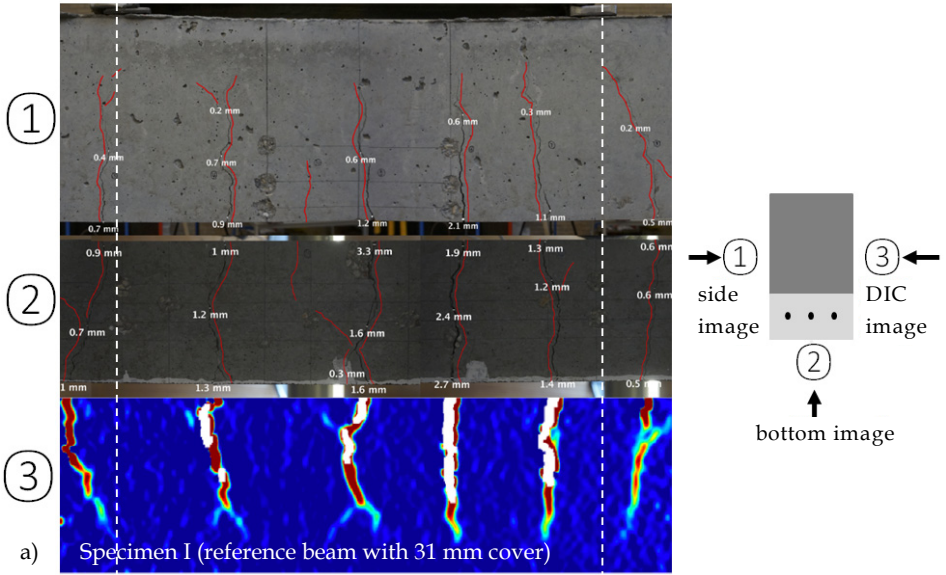 1
0.2 mm
0.6 mm
0.3 mm
0.2 mm
0.4 mm
0.7 mm
0.6 mm
0.7 mm
0.9 mm
1.2 mm
2.1 mm
1.1 mm
0.5 mm
2
0.9 mm
1 mm
3.3 mm
1.9 mm
1.3 mm
0.6 mm
1.2 mm
0.6 mm
1.2 mm
2.4 mm
0.7 mm
1.6 mm
0.3 mm
1 mm
1.3 mm
1.6 mm
2.7 mm
1.4 mm
0.5 mm
3
a) Specimen I (reference beam with 31 mm cover)
1
3
side
image
DIC
image
2
bottom image